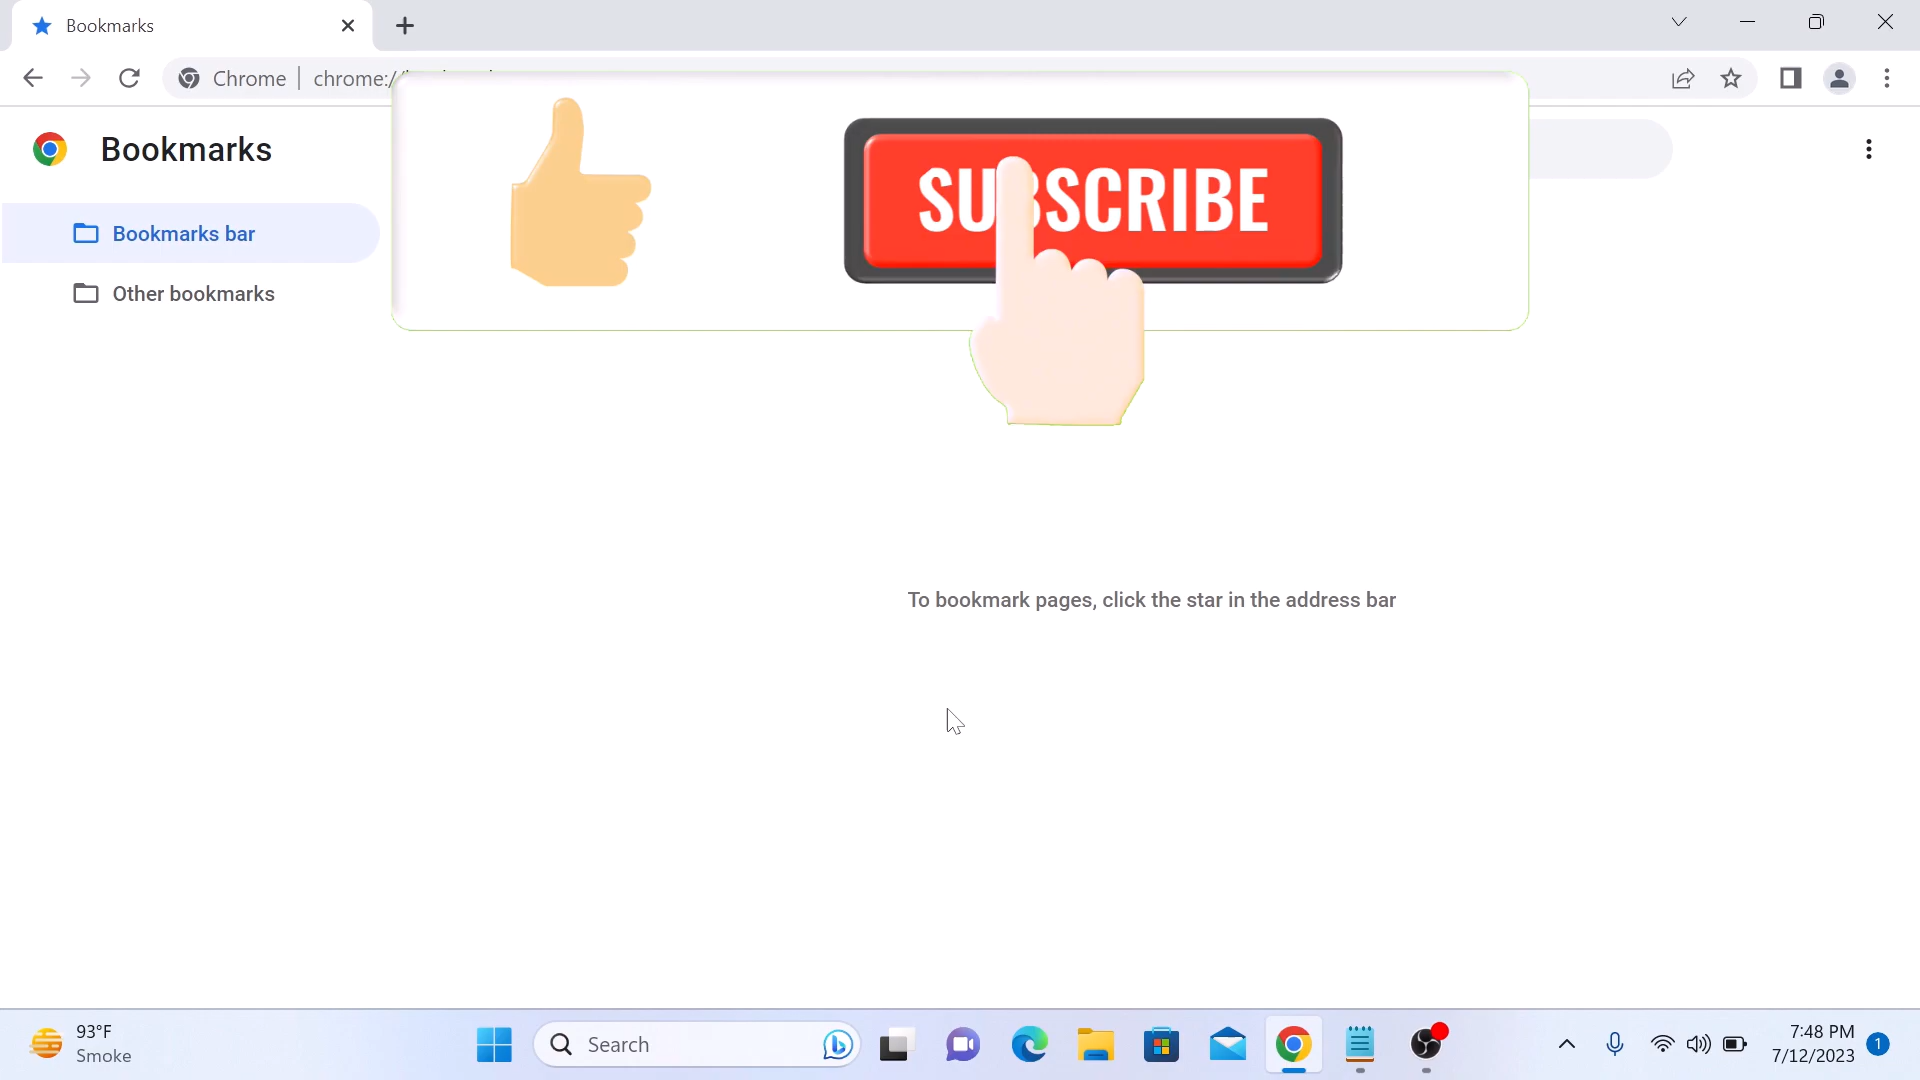 Bookmarks
Chrome
chrome://
Bookmarks
SUBSCRIBE
Bookmarks bar
Other bookmarks
To bookmark pages, click the star in the address bar
93°F
Smoke
Search
7:48 PM
7/12/2023
1